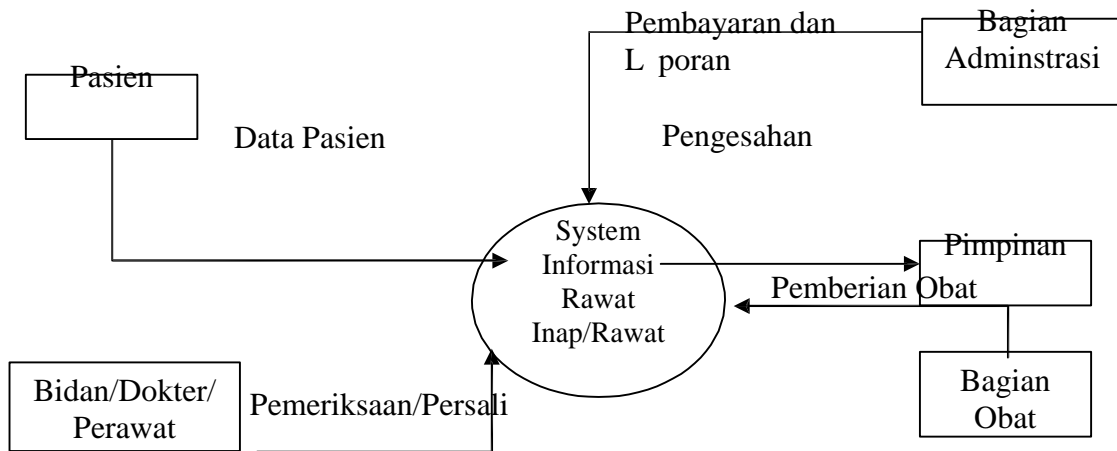 Pembayaran dan
L poran
Bagian
Adminstrasi
Pasien
Data Pasien
Pengesahan
System
Informasi
Rawat
Inap/Rawat
Pimpinan
Pemberian Obat
Bidan/Dokter/
Perawat
Pemeriksaan/Persali
Bagian
Obat